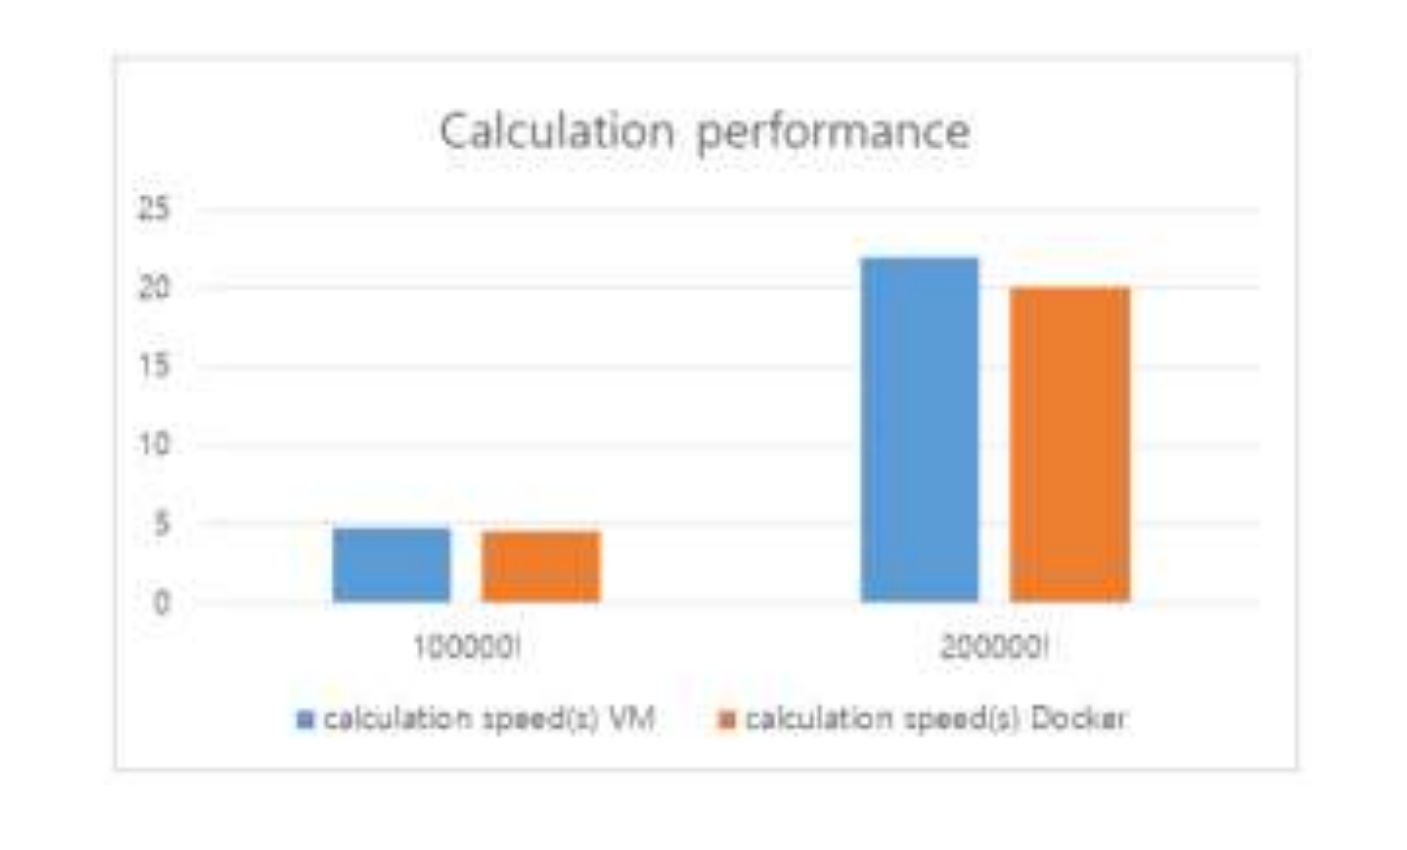 Calculation performance
25
20
15
10
5
0
100000!
200000!
calculation speed(s) VM
calculation speed(s) Docker